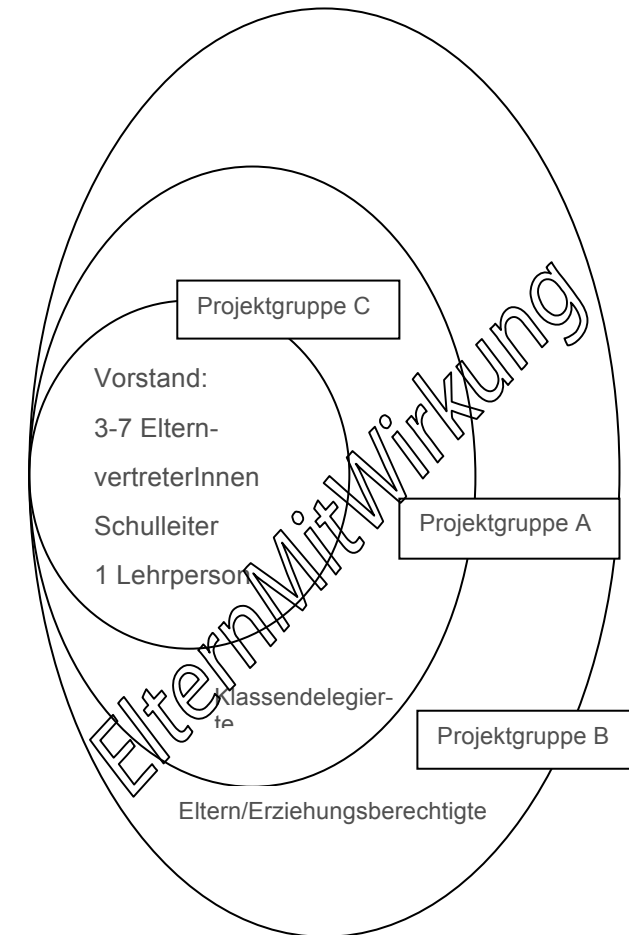 Projektgruppe C
Vorstand:
3-7 Eltern-
vertreterInnen
Schulleiter
1 Lehrperson
ElternMitWirkung
Projektgruppe A
Klassendelegier-
te
Projektgruppe B
Eltern/Erziehungsberechtigte